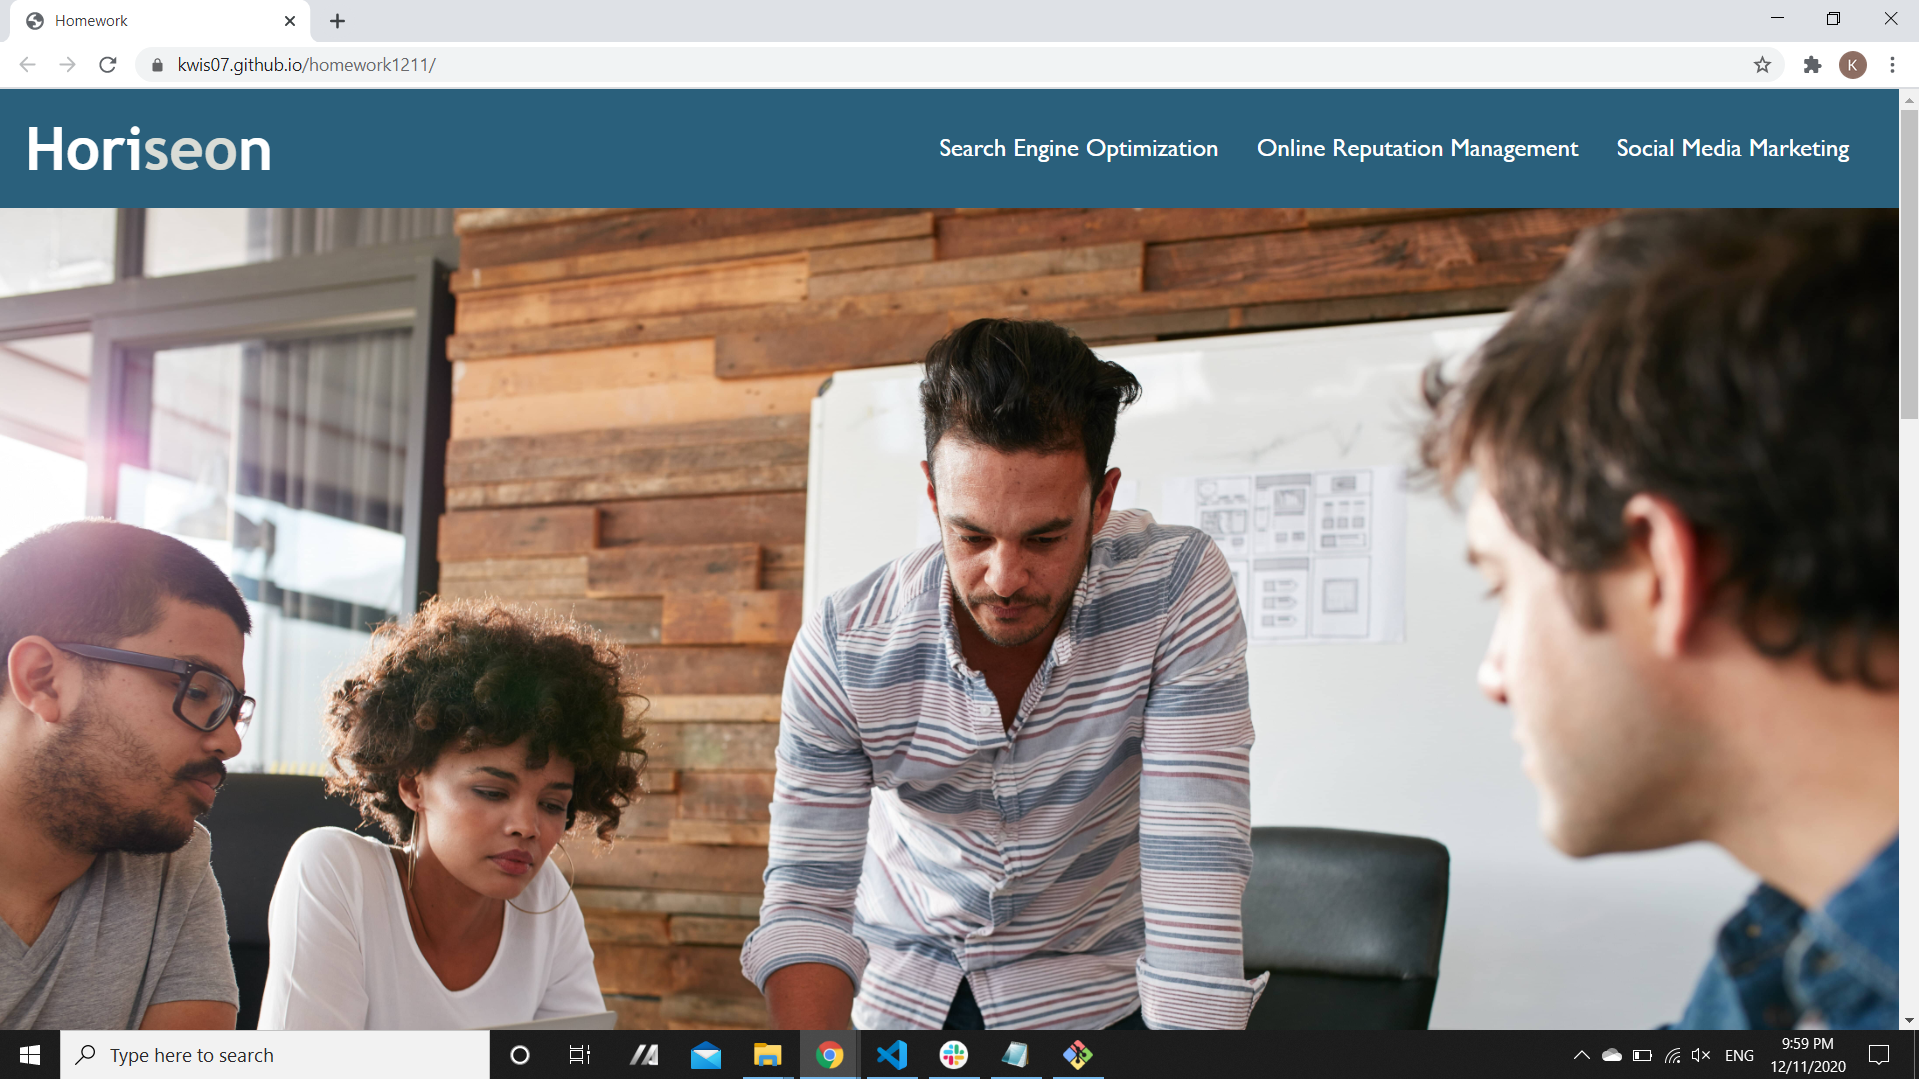 Homework
kwis07.github.io/homework1211/
K
Horiseon
Search Engine Optimization
Online Reputation Management
Social Media Marketing
Type here to search
ENG
9:59 PM
12/11/2020